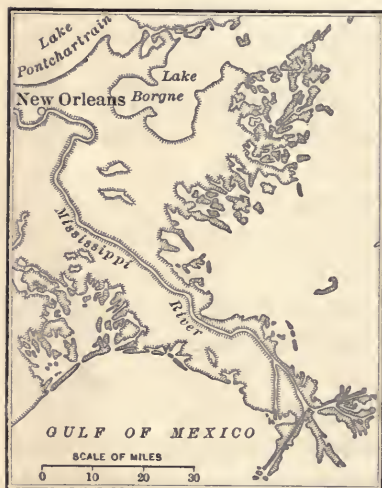 Lake
Pontchartrain
Lake
Borgne
New Orleans
Mississippi
River
GULF OF MEXICO
SCALE OF MILES
0 10 20 30